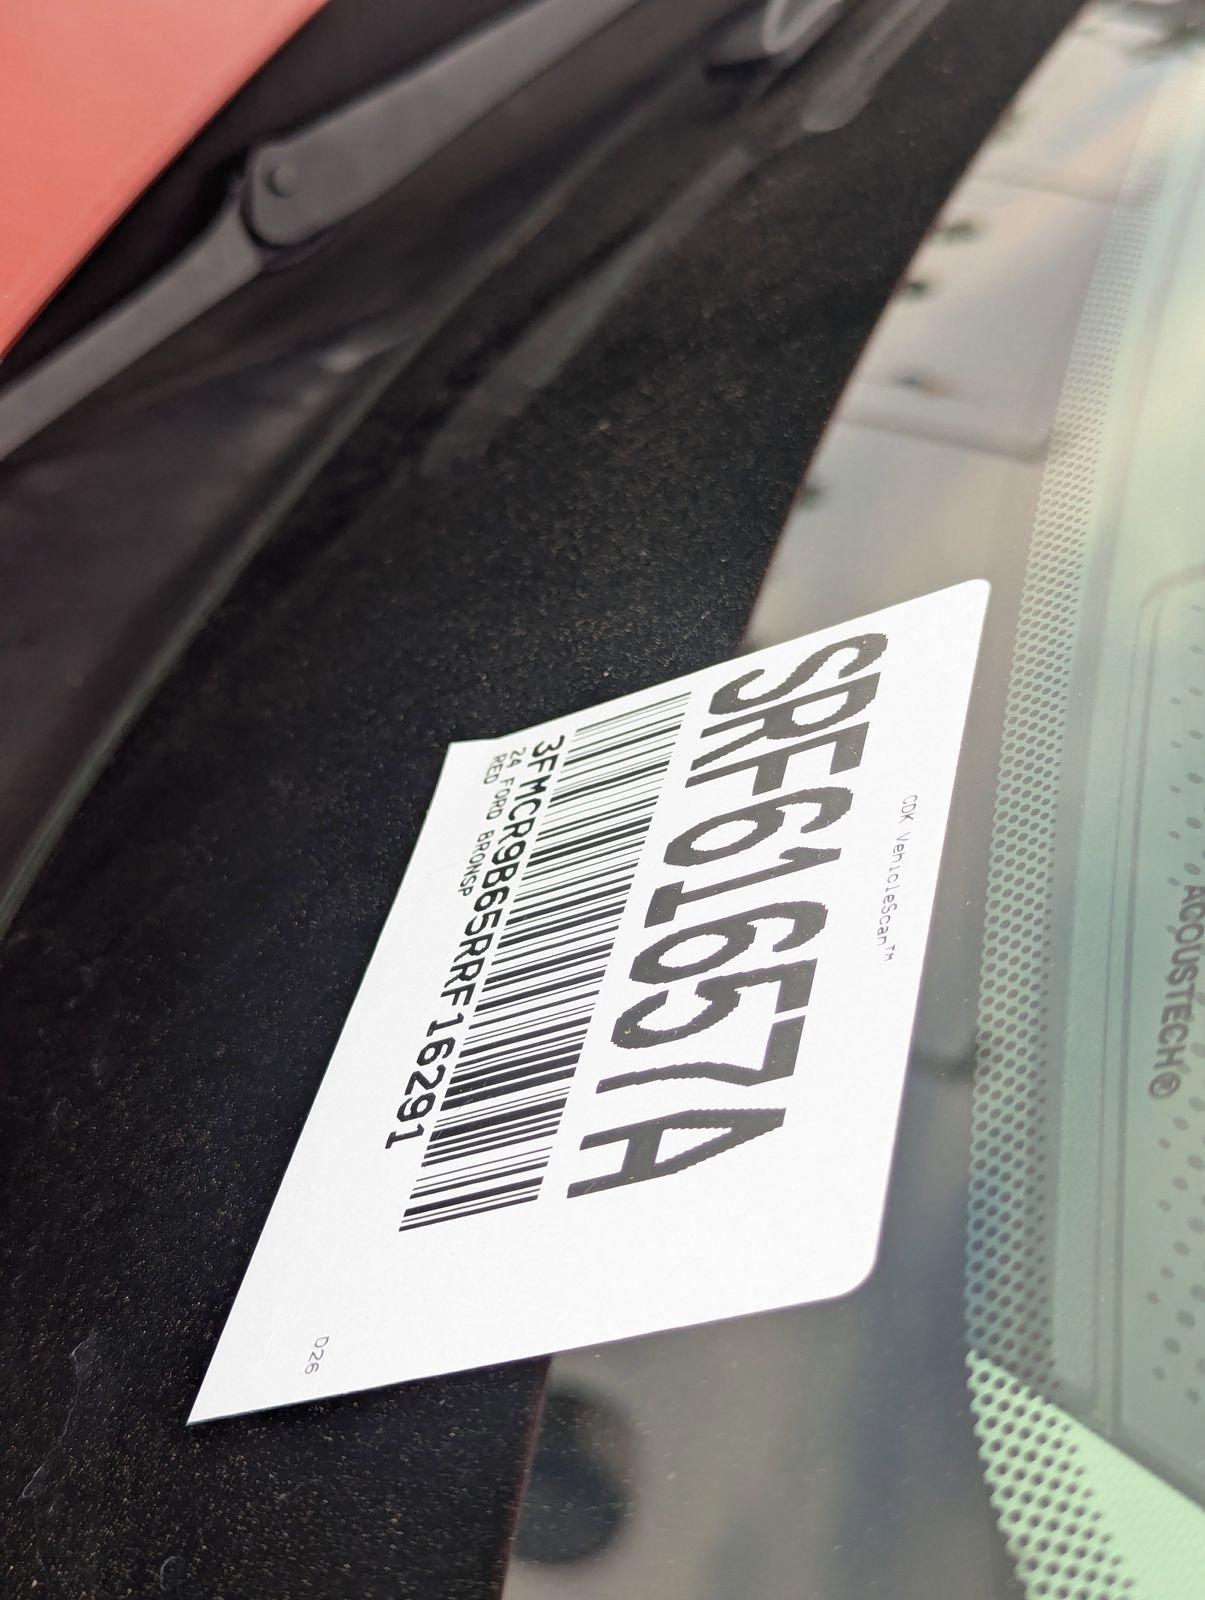 CDK VehicleScan™
SRF61657A
3FMCR9B65RRF16291
24 FORD BRONSP
RED
D26
ACOUSTECH®